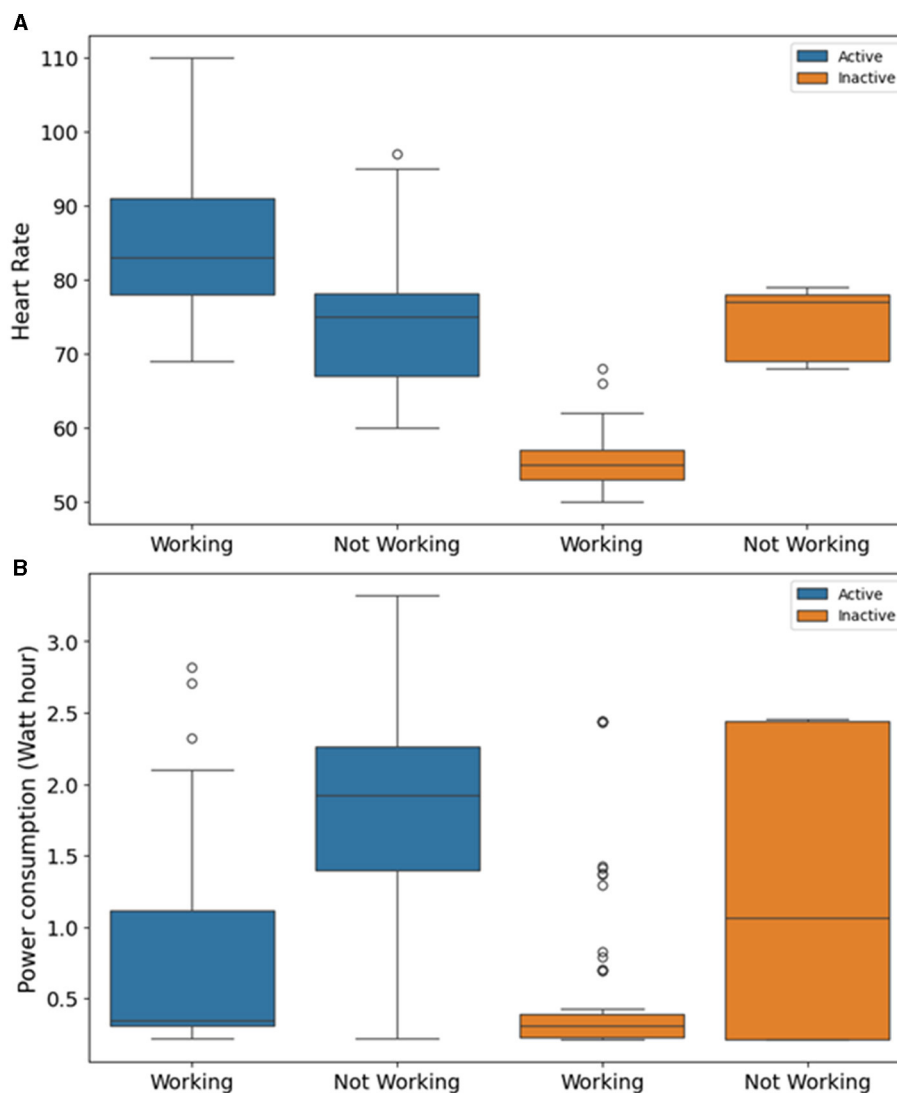 A
110
100
90
80
70
60
50
Heart Rate
Active
Inactive
Working Not Working Working Not Working
B
3.0
2.5
2.0
1.5
1.0
0.5
Power consumption (Watt hour)
Active
Inactive
Working Not Working Working Not Working